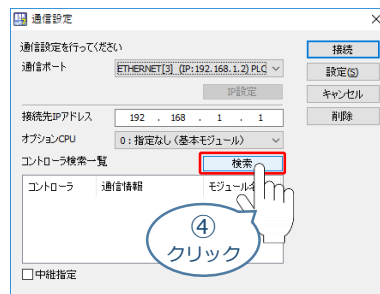 通信設定
通信設定を行ってください
接続
通信ポート
ETHERNET[3] (IP:192.168.1.2) PLC
設定(S)
IP設定
キャンセル
接続先IPアドレス
192 . 168 . 1 . 1
削除
オプションCPU
0:指定なし(基本モジュール)
コントローラ検索一覧
検索
コントローラ 通信情報 モジュール
④
クリック
中継指定